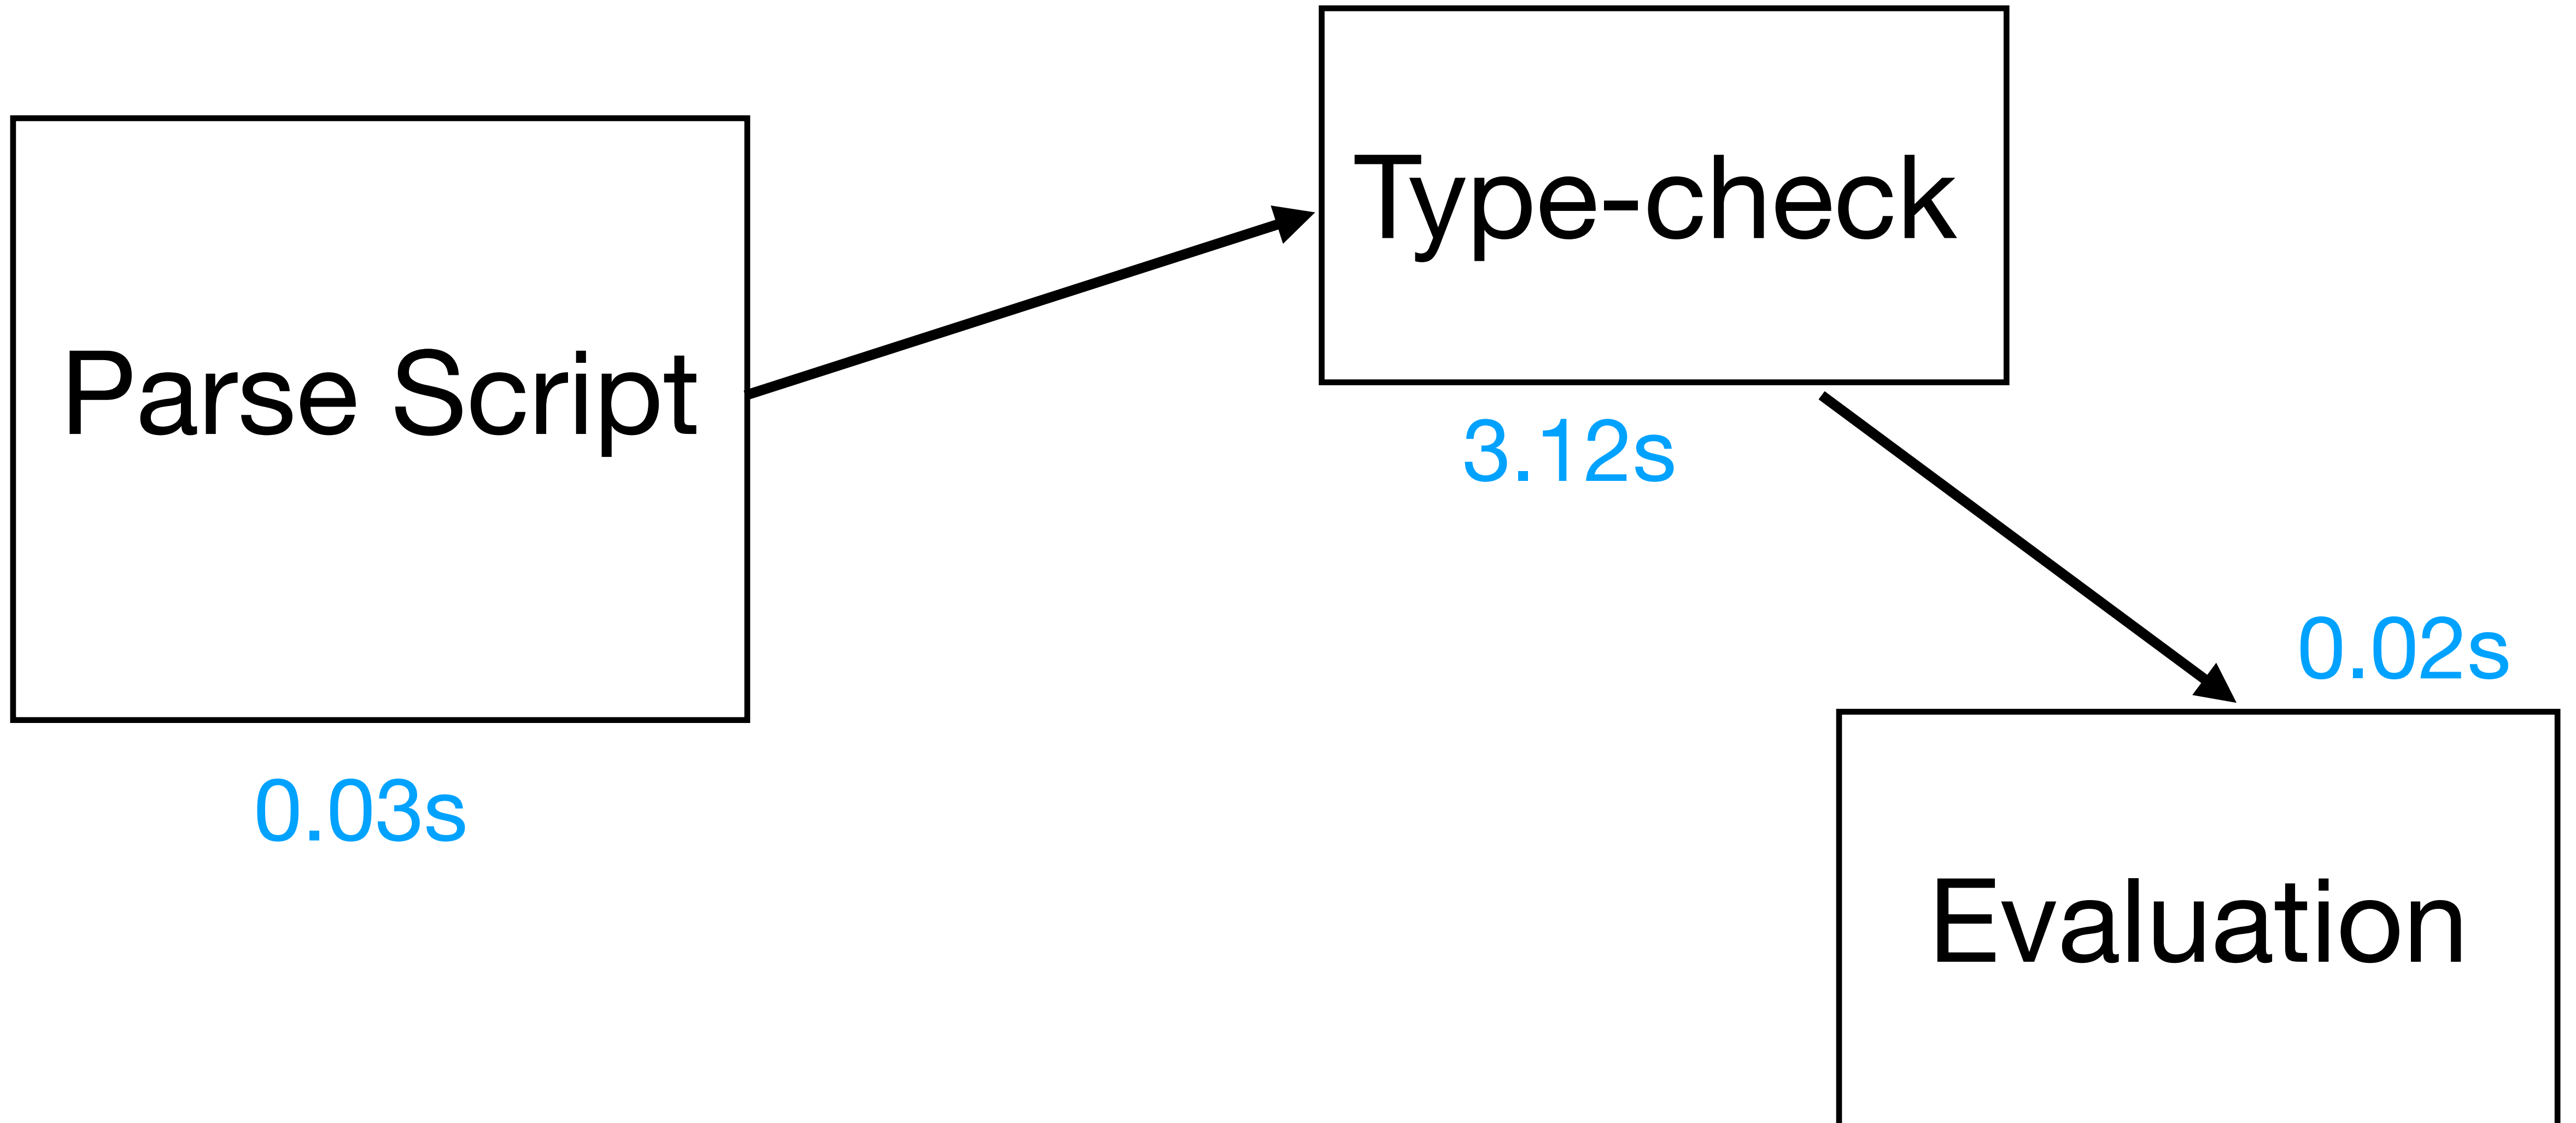 Parse Script
0.03s
Type-check
3.12s
0.02s
Evaluation